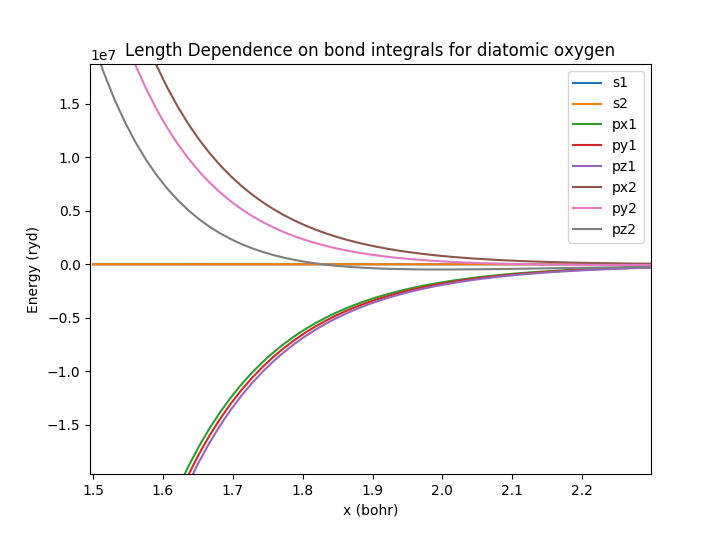 Length Dependence on bond integrals for diatomic oxygen
1e7
1.5
1.0
0.5
0.0
−0.5
−1.0
−1.5
Energy (ryd)
s1
s2
px1
py1
pz1
px2
py2
pz2
1.5 1.6 1.7 1.8 1.9 2.0 2.1 2.2
x (bohr)